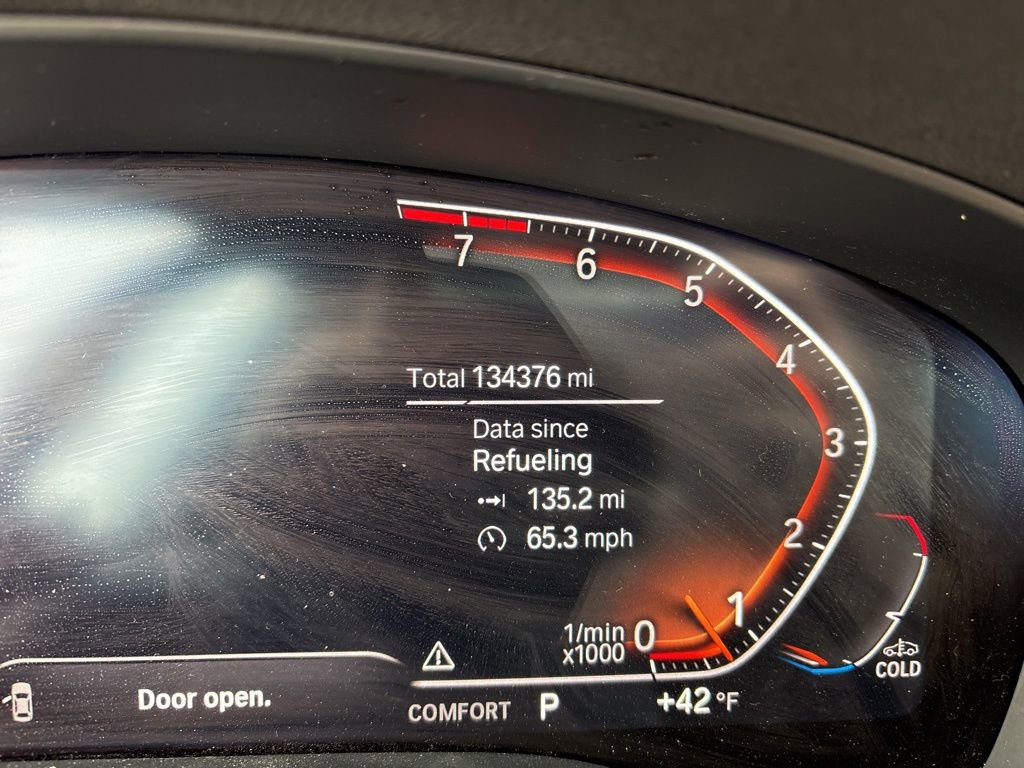 7
6
5
4
3
2
1
0
Total 134376 mi
Data since
Refueling
135.2 mi
65.3 mph
1/min
x1000
COLD
Door open.
COMFORT P +42 °F